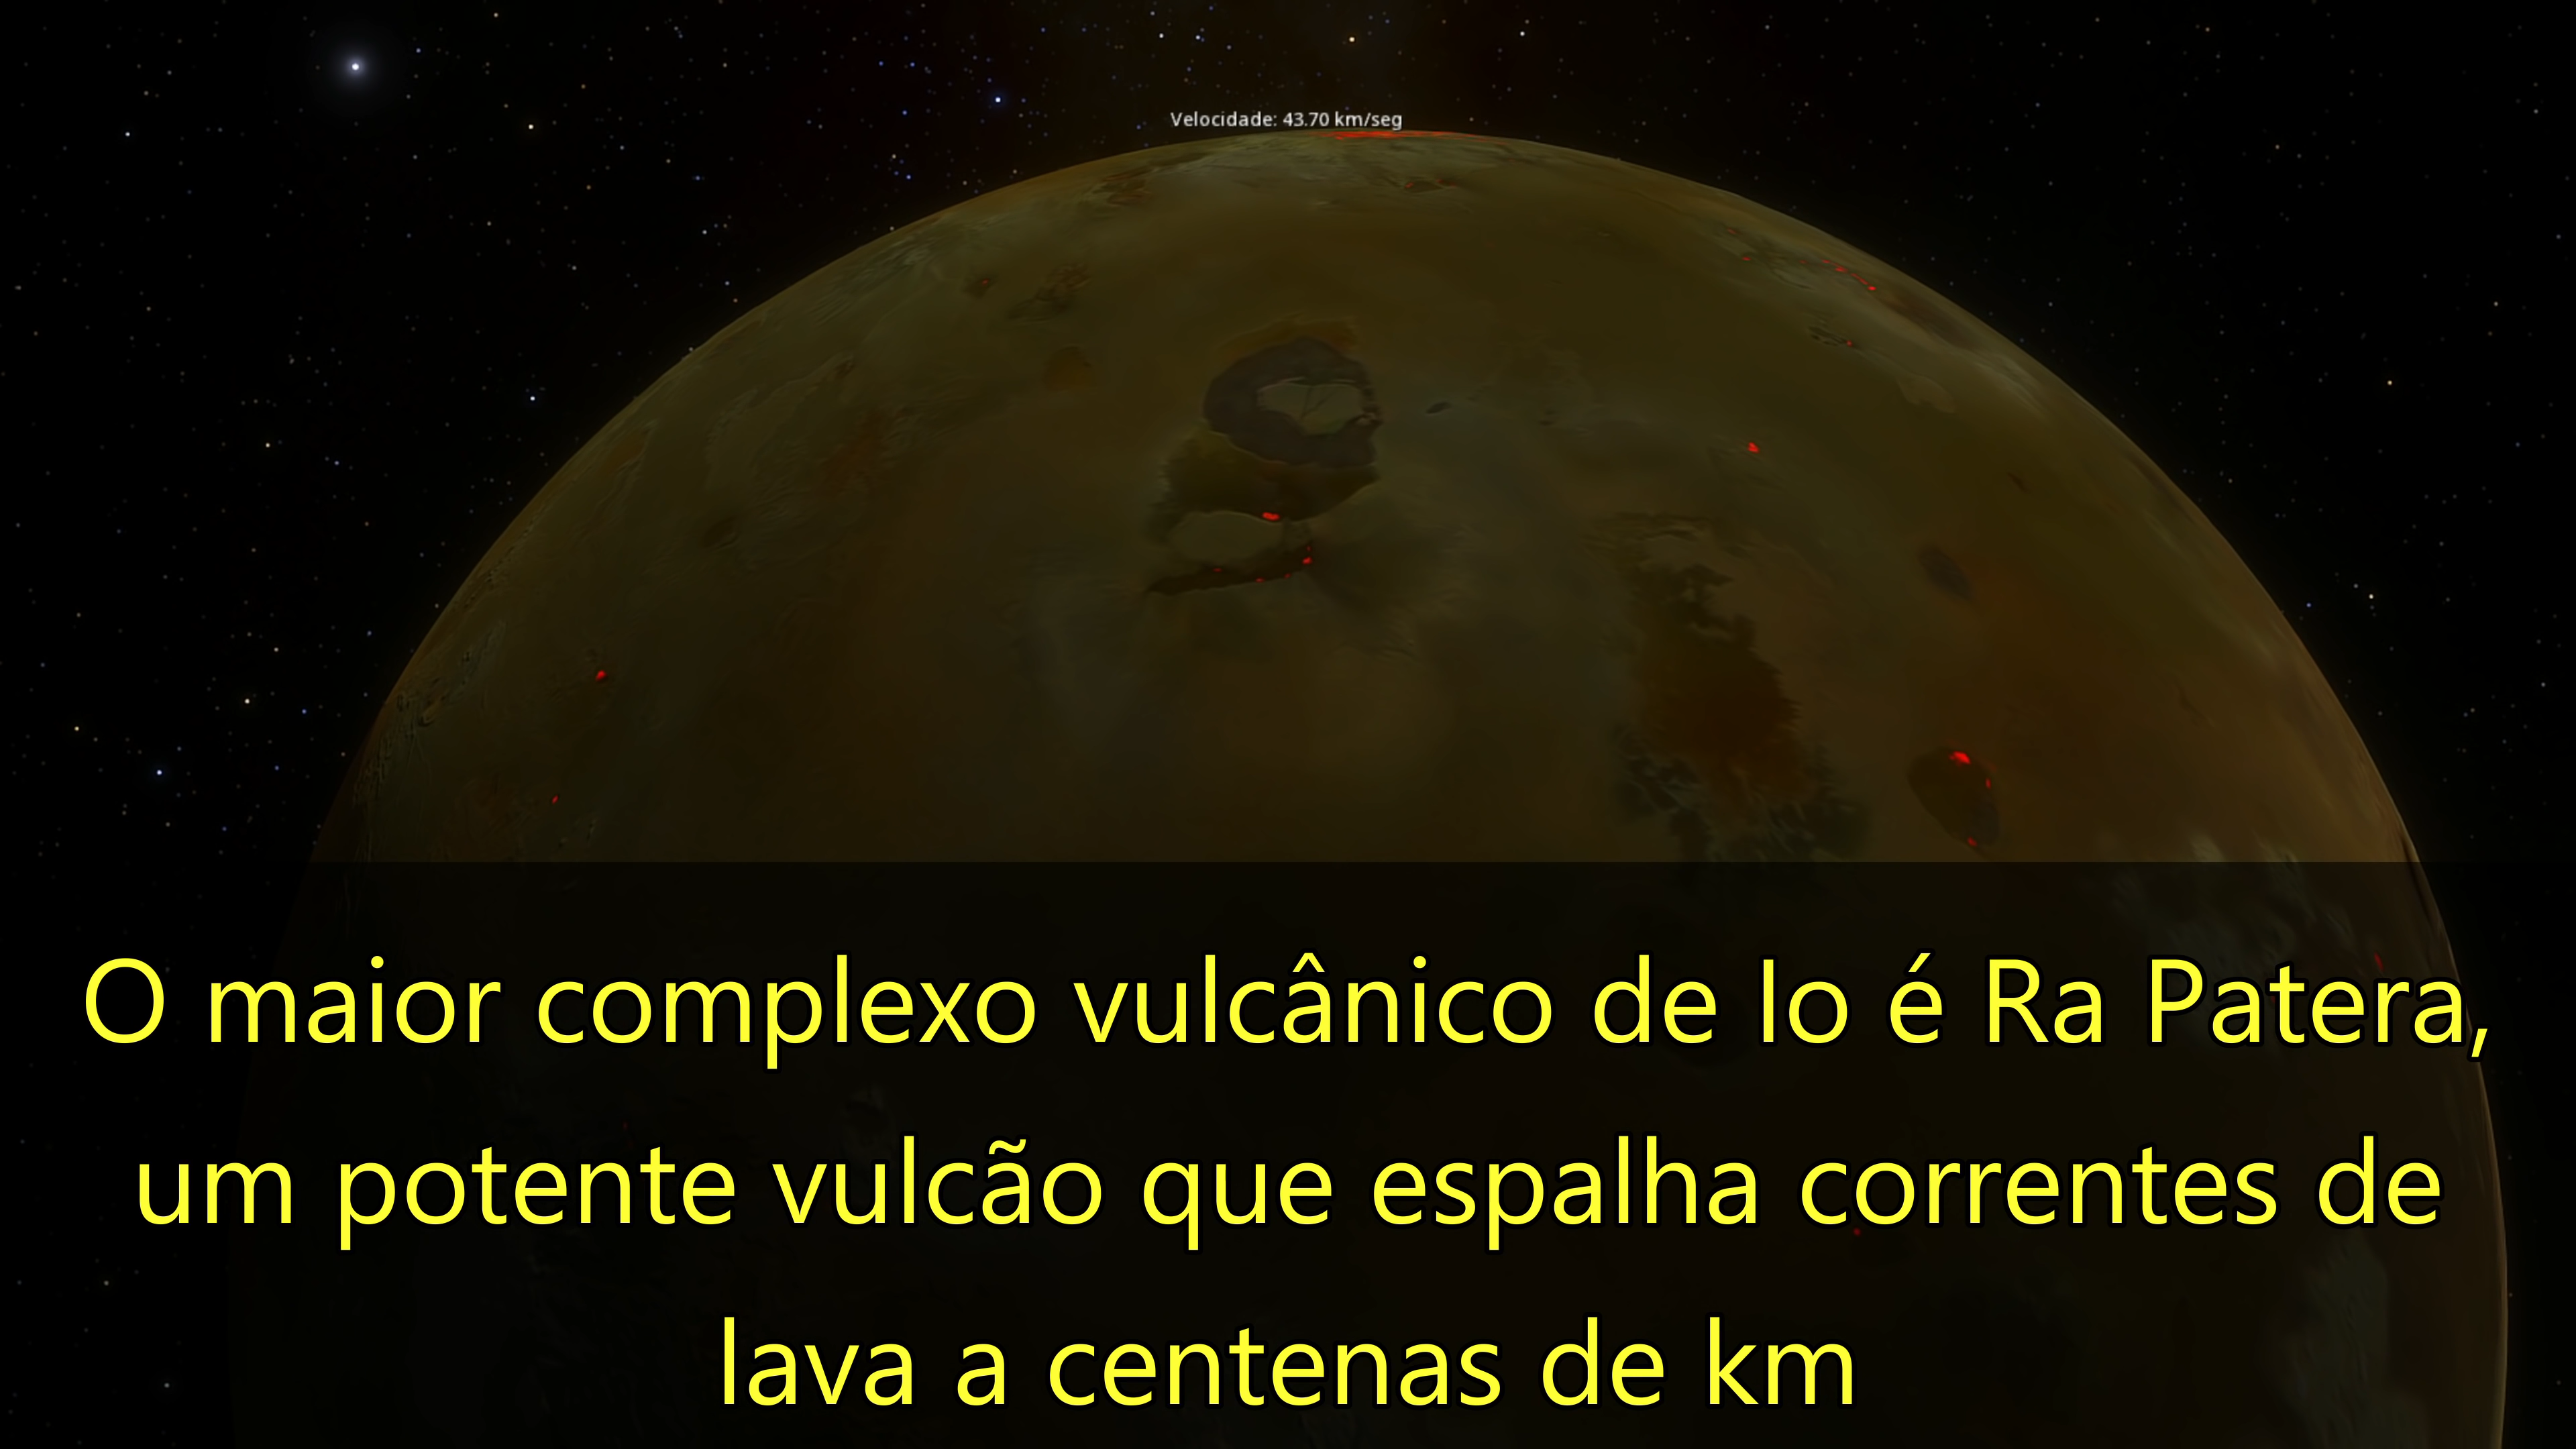 Velocidade: 43.70 km/seg
O maior complexo vulcânico de Io é Ra Patera,
um potente vulcão que espalha correntes de
lava a centenas de km